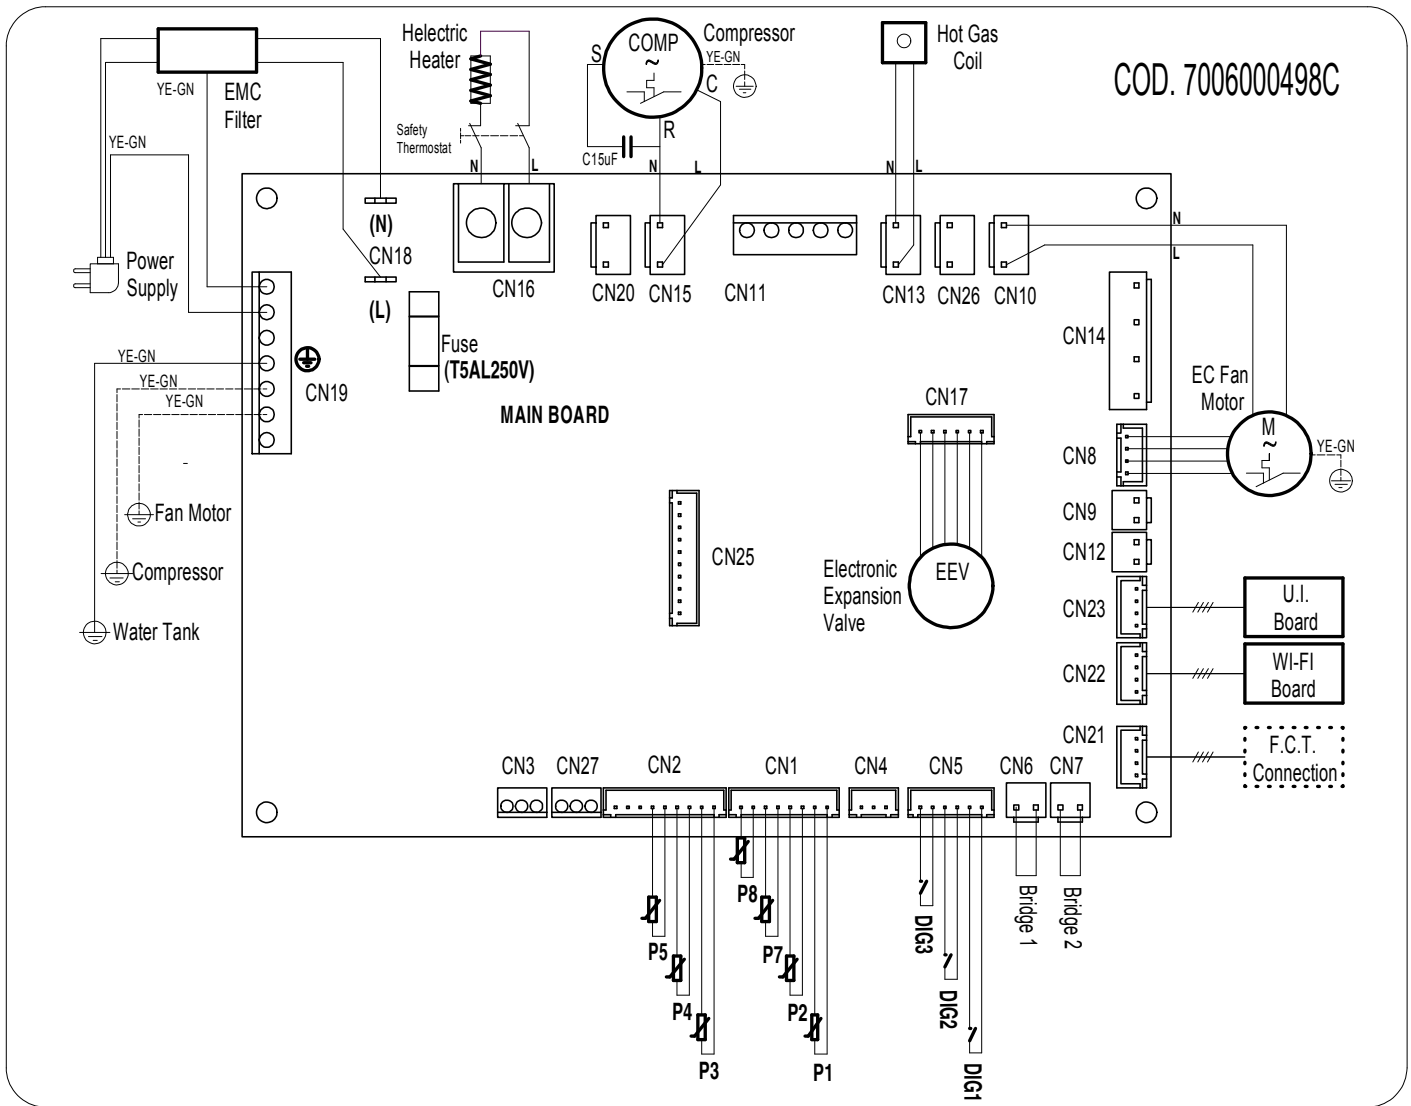 COD. 7006000498C
Helectric
Heater
Safety
Thermostat
N
L
COMP
~
S
C
R
Compressor
YE-GN
C15uF
N
L
Hot Gas
Coil
N
L
EMC
Filter
YE-GN
YE-GN
Power
Supply
(N)
CN18
(L)
CN16
CN20
CN15
CN11
CN13
CN26
CN10
N
L
Fuse
(T5AL250V)
MAIN BOARD
CN19
YE-GN
YE-GN
YE-GN
-
Fan Motor
Compressor
Water Tank
CN14
EC Fan
Motor
M
~
YE-GN
CN17
CN8
CN9
CN12
CN25
Electronic
Expansion
Valve
EEV
CN23
U.I.
Board
CN22
WI-FI
Board
CN21
F.C.T.
Connection
CN3
CN27
CN2
CN1
CN4
CN5
CN6
CN7
P8
P5
P7
P4
P2
P3
P1
DIG3
DIG2
DIG1
Bridge 1
Bridge 2